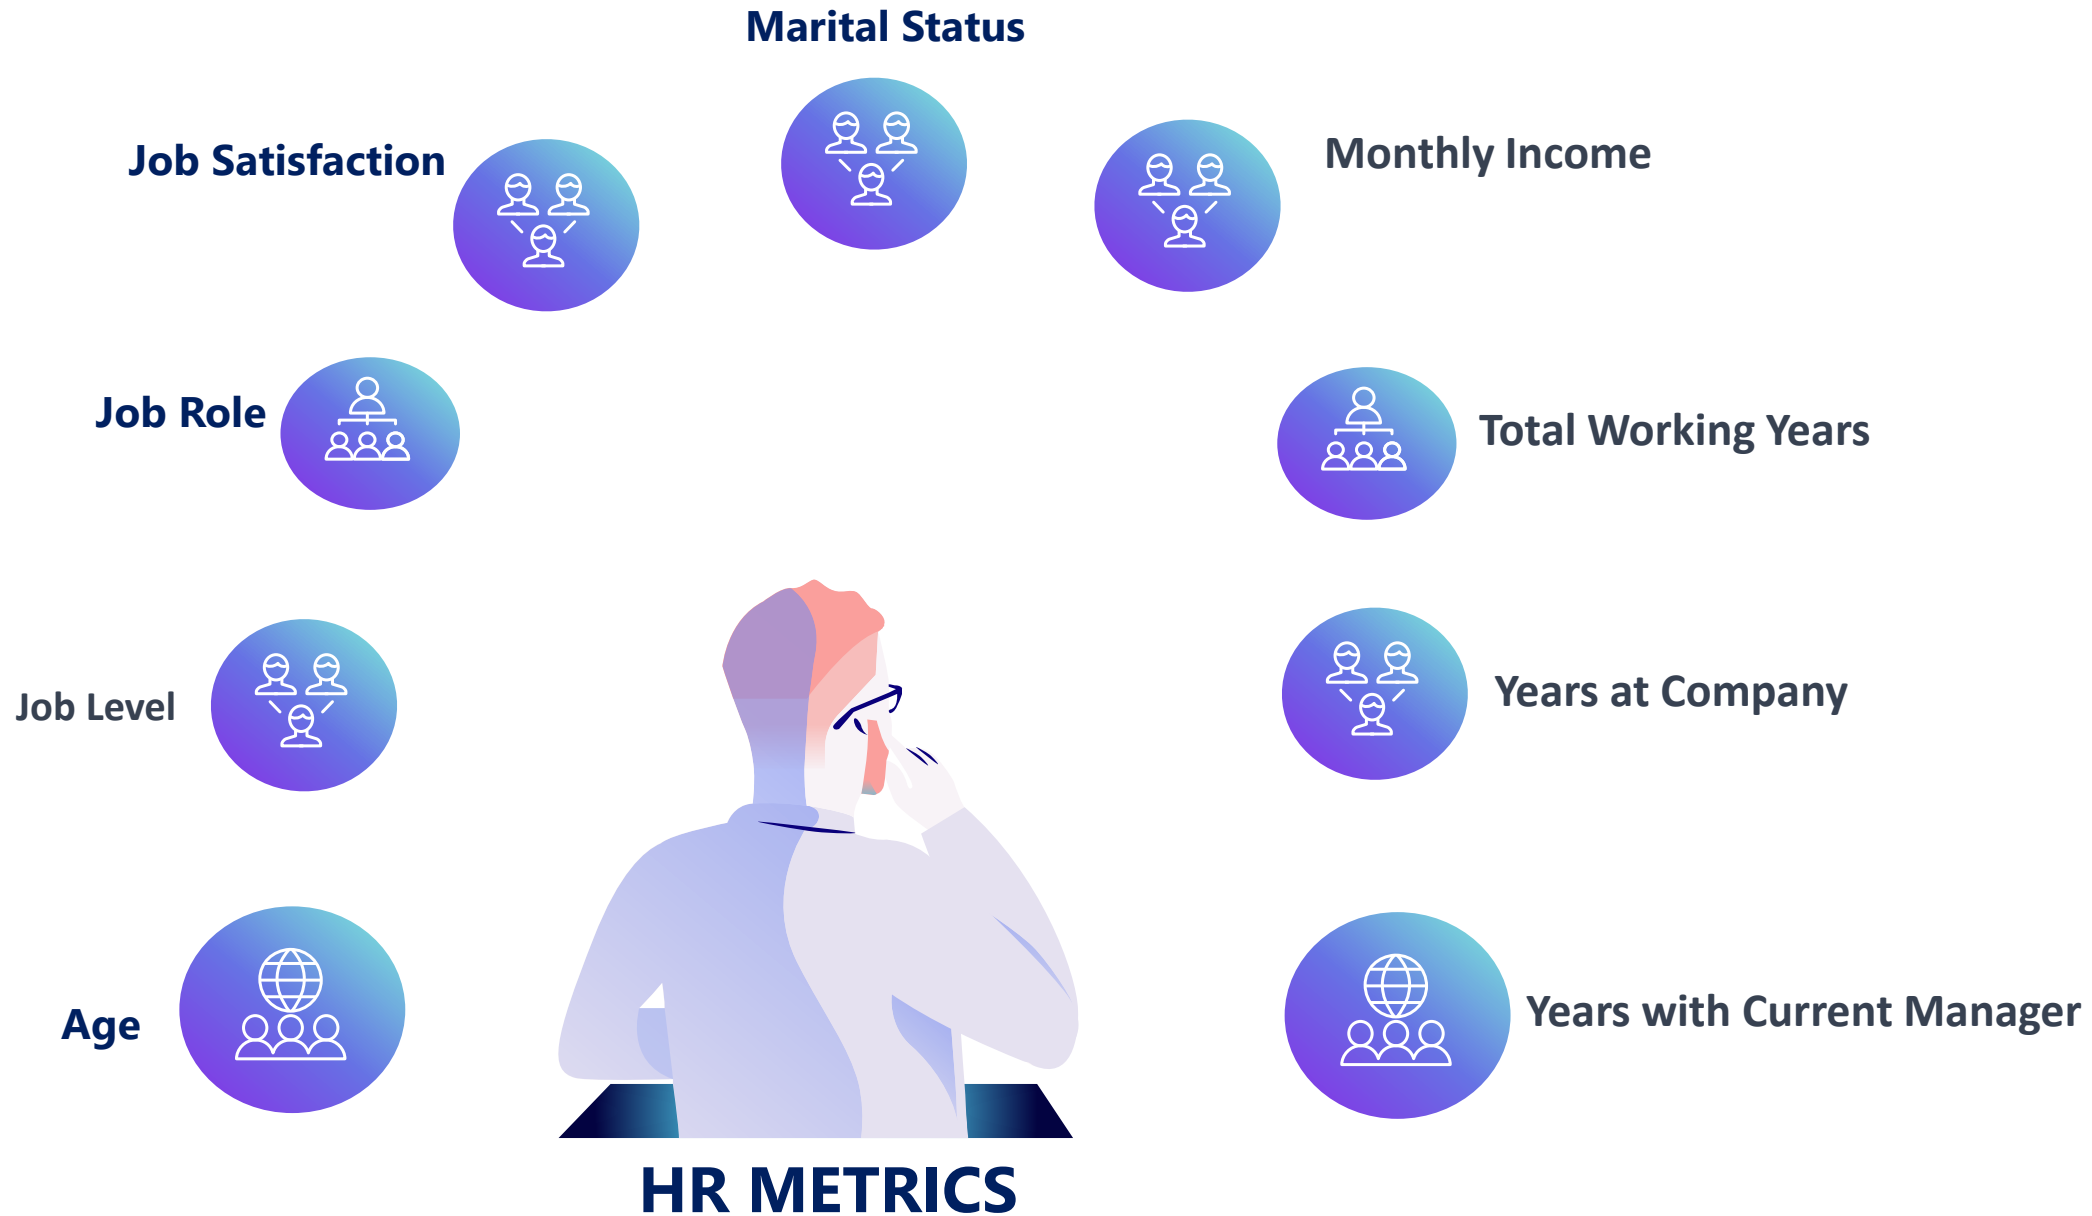 Marital Status
Job Satisfaction
Monthly Income
Job Role
Total Working Years
Job Level
Years at Company
Age
Years with Current Manager
HR METRICS